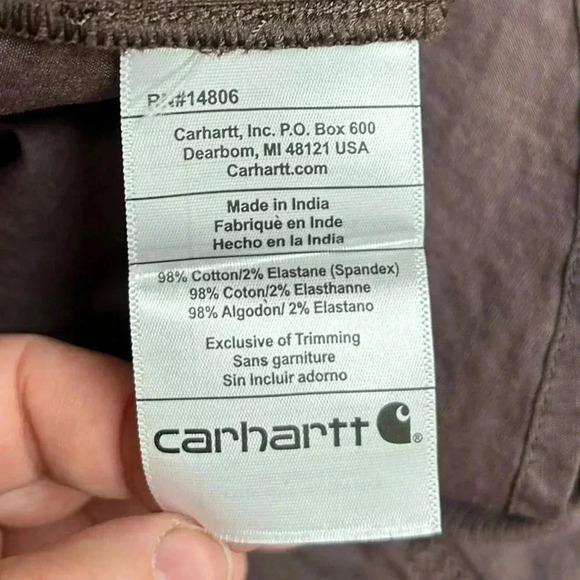 RN#14806
Carhartt, Inc. P.O. Box 600
Dearbom, MI 48121 USA
Carhartt.com
Made in India
Fabriquè en Inde
Hecho en la India
98% Cotton/2% Elastane (Spandex)
98% Coton/2% Elasthanne
98% Algodon/ 2% Elastano
Exclusive of Trimming
Sans garniture
Sin Incluir adorno
carhartt ®